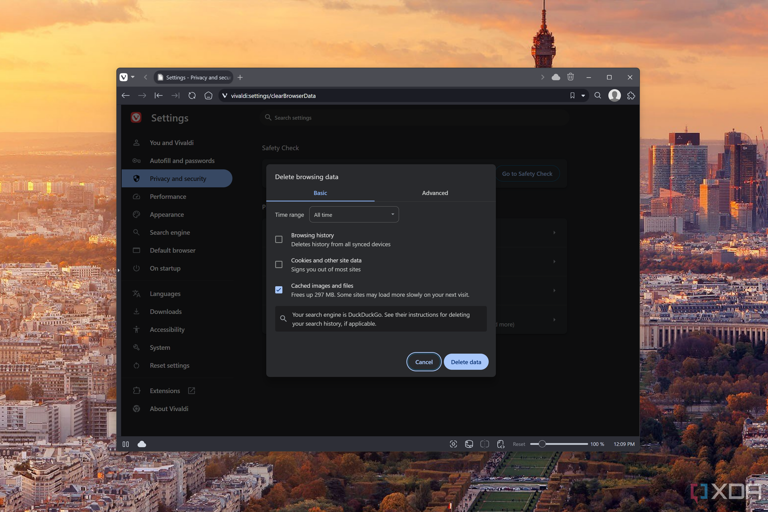 Settings - Privacy and secu
vivaldi:settings/clearBrowserData
Settings
Search settings
You and Vivaldi
Autofill and passwords
Privacy and security
Performance
Appearance
Search engine
Default browser
On startup
Languages
Downloads
Accessibility
System
Reset settings
Extensions
About Vivaldi
Safety Check
Go to Safety Check
Delete browsing data
Basic
Advanced
Time range
All time
Browsing history
Deletes history from all synced devices
Cookies and other site data
Signs you out of most sites
Cached images and files
Frees up 297 MB. Some sites may load more slowly on your next visit.
Your search engine is DuckDuckGo. See their instructions for deleting
your search history, if applicable.
Cancel
Delete data
more)
Reset
100 %
12:09 PM
XDA